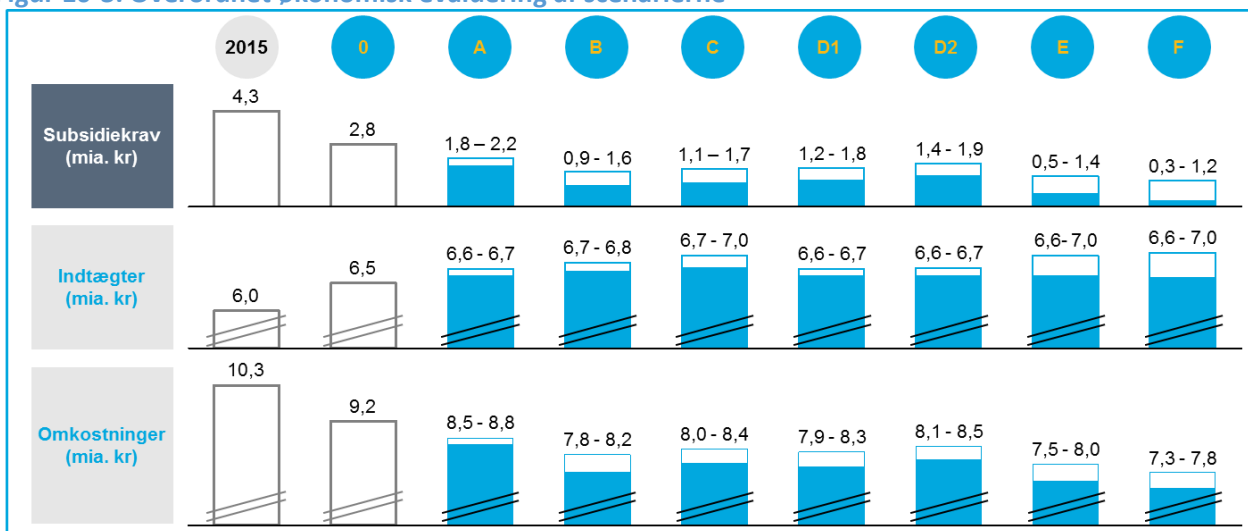 2015 0 A B C D1 D2 E F
Subsidiekrav
(mia. kr)
4,3 2,8 1,8 – 2,2 0,9 - 1,6 1,1 – 1,7 1,2 - 1,8 1,4 - 1,9 0,5 - 1,4 0,3 - 1,2
Indtægter
(mia. kr)
6,0 6,5 6,6 - 6,7 6,7 - 6,8 6,7 - 7,0 6,6 - 6,7 6,6 - 6,7 6,6- 7,0 6,6 - 7,0
Omkostninger
(mia. kr)
10,3 9,2 8,5 - 8,8 7,8 - 8,2 8,0 - 8,4 7,9 - 8,3 8,1 - 8,5 7,5 - 8,0 7,3 - 7,8